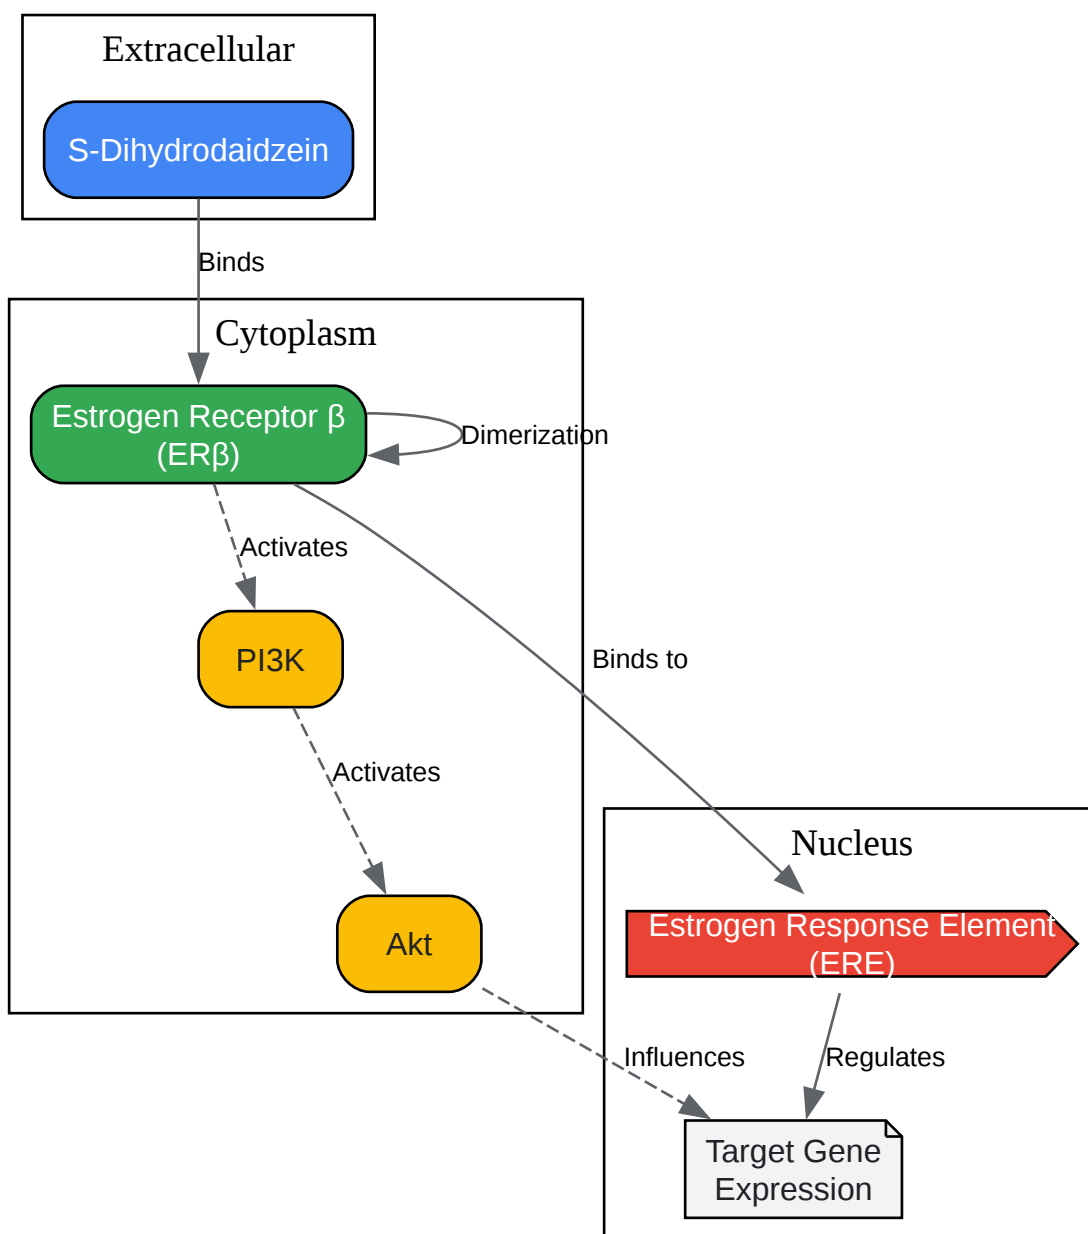 Extracellular
S-Dihydrodaidzein
Binds
Cytoplasm
Estrogen Receptor β
(ERβ)
Dimerization
Activates
PI3K
Binds to
Activates
Nucleus
Estrogen Response Element
(ERE)
Akt
Influences
Regulates
Target Gene
Expression